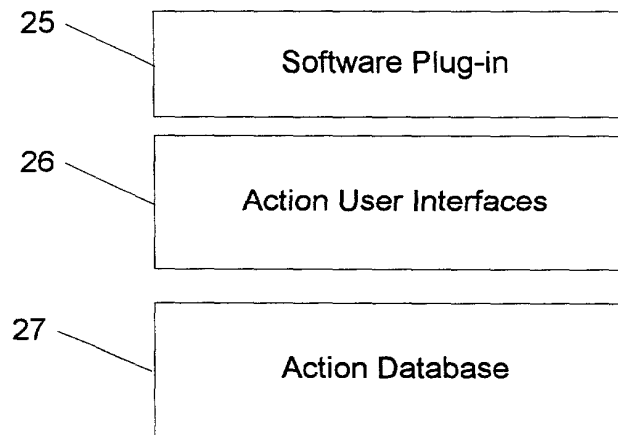 25
Software Plug-in
26
Action User Interfaces
27
Action Database